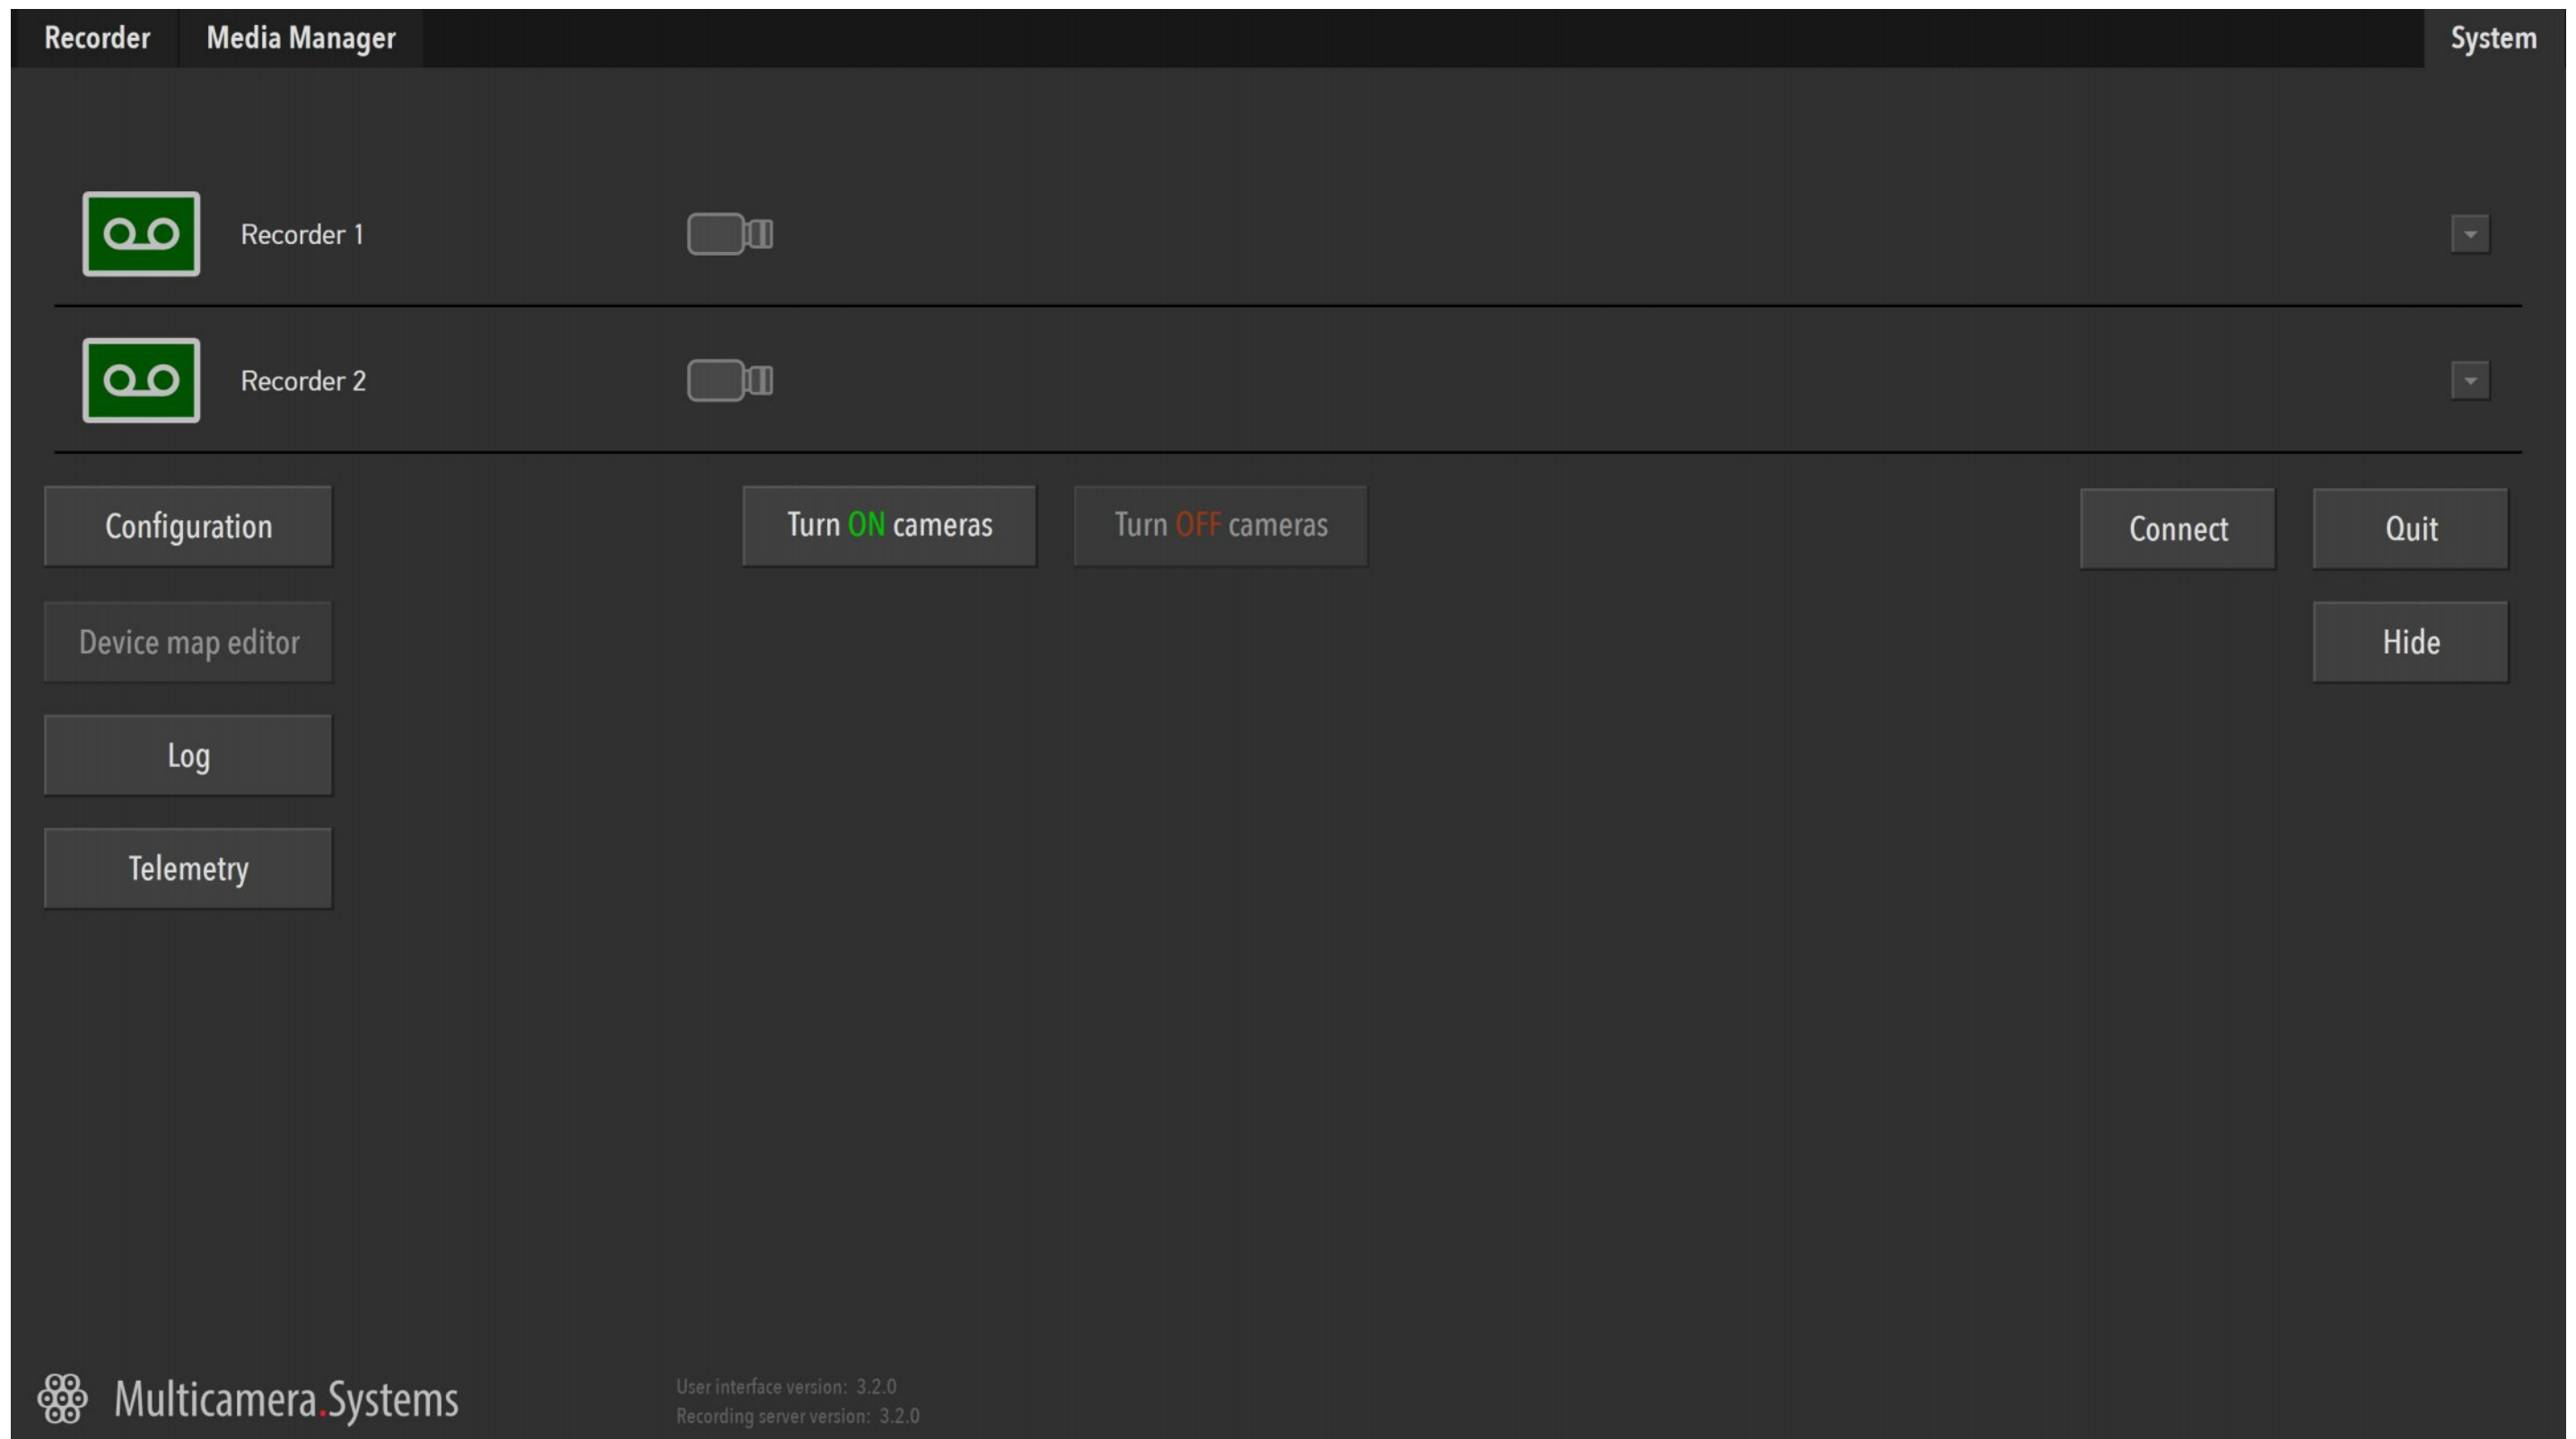 Recorder
Media Manager
System
Recorder 1
Recorder 2
Configuration
Turn ON cameras
Turn OFF cameras
Connect
Quit
Device map editor
Hide
Log
Telemetry
Multicamera.Systems
User interface version: 3.2.0
Recording server version: 3.2.0